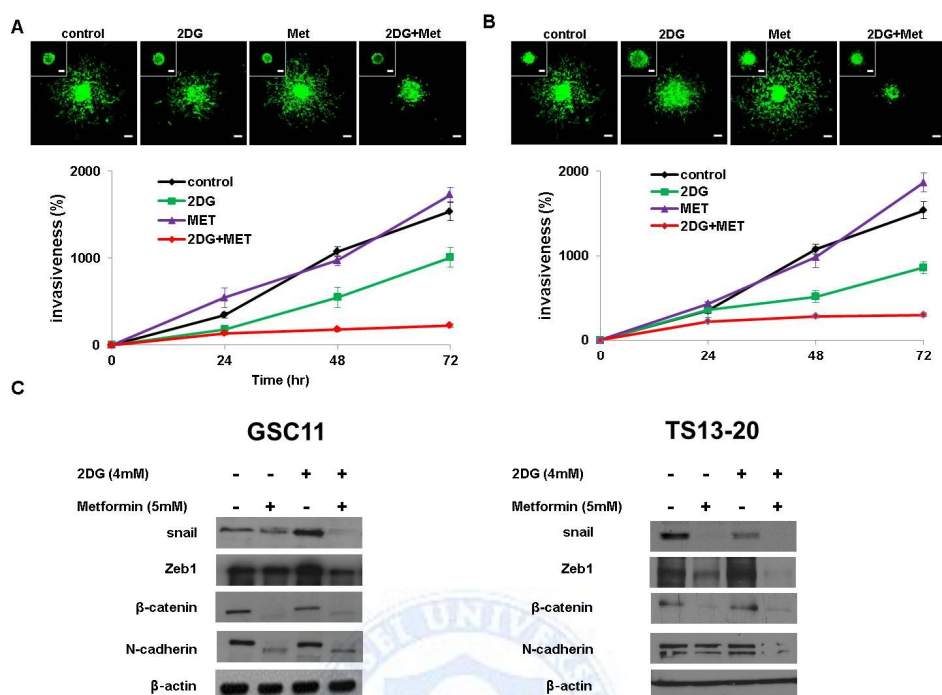 A
control 2DG Met 2DG+Met
invasiveness (%)
2000
1000
0
control
2DG
MET
2DG+MET
0 24 48 72
Time (hr)
B
control 2DG Met 2DG+Met
invasiveness (%)
2000
1000
0
control
2DG
MET
2DG+MET
0 24 48 72
C
GSC11
2DG (4mM) - - + +
Metformin (5mM) - + - +
snail
Zeb1
β-catenin
N-cadherin
β-actin
TS13-20
2DG (4mM) - - + +
Metformin (5mM) - + - +
snail
Zeb1
β-catenin
N-cadherin
β-actin